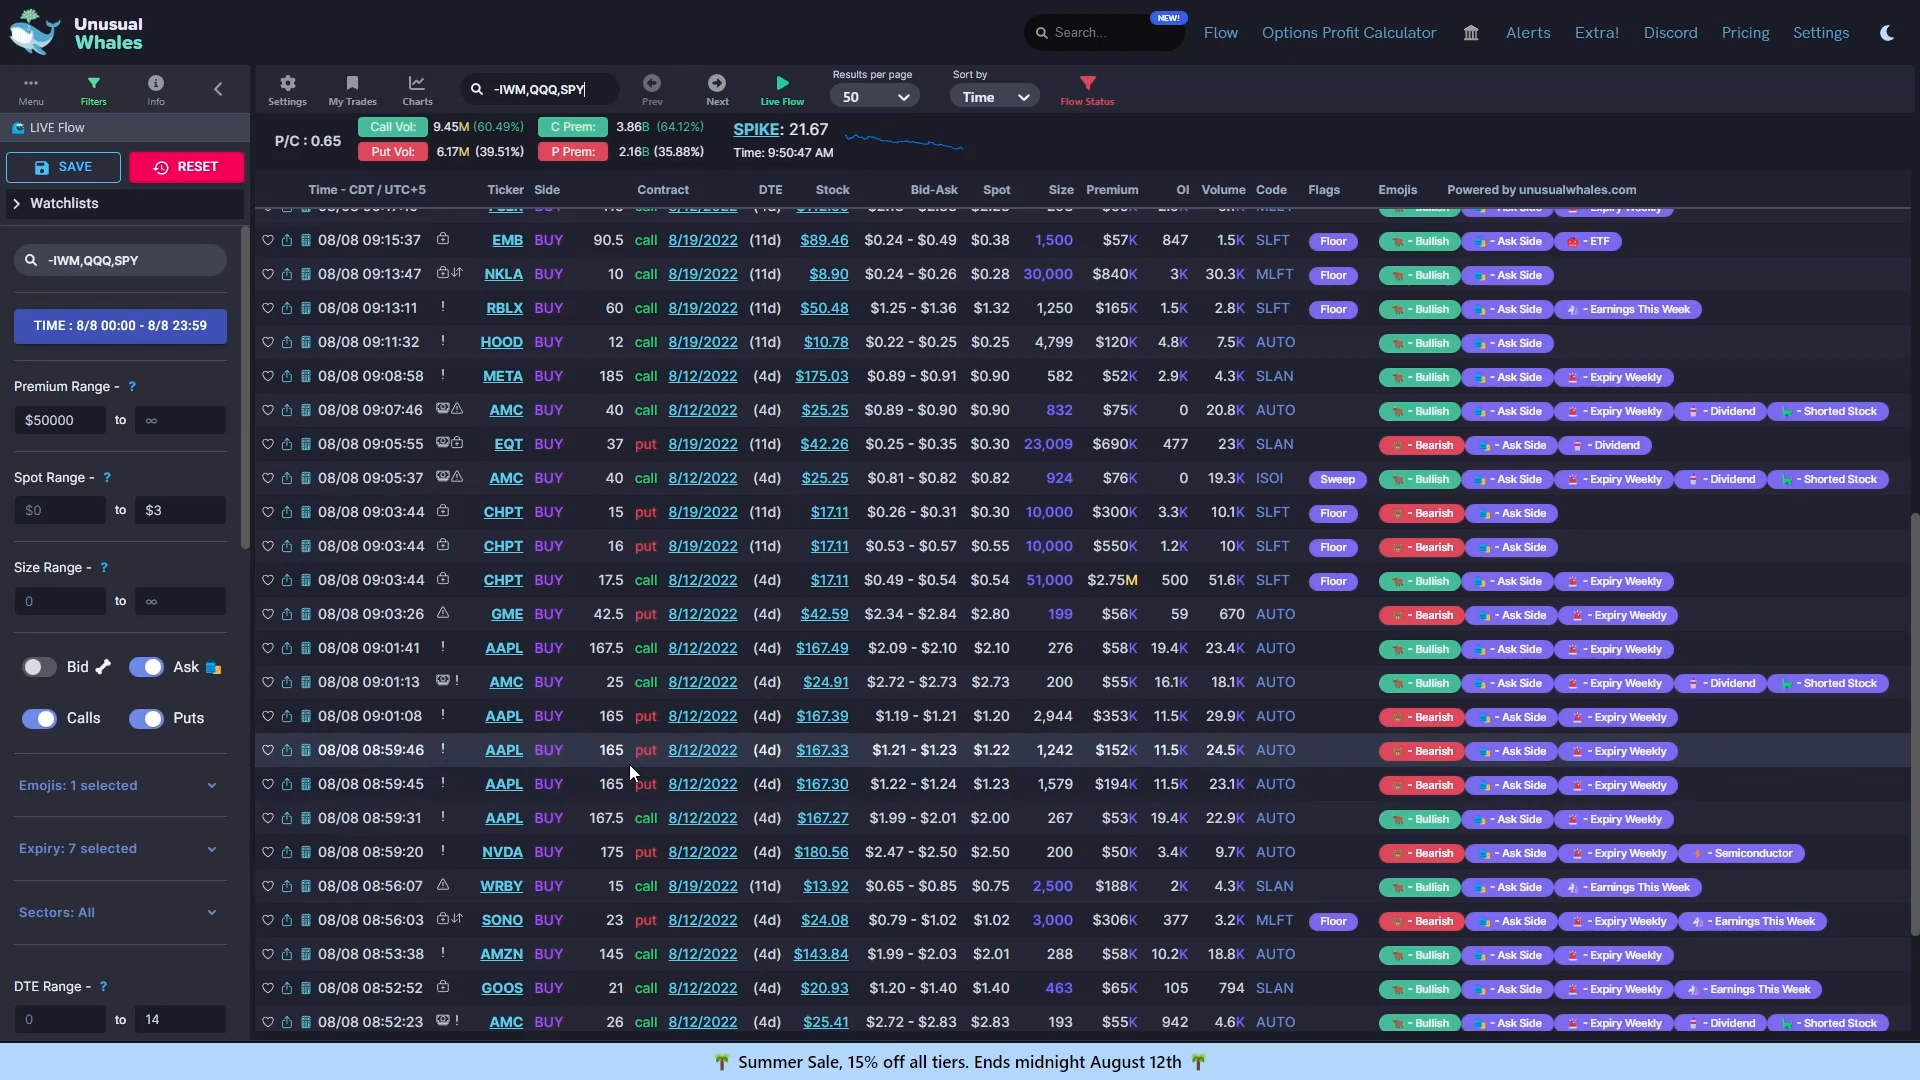 Unusual
Whales
Search...
NEW!
Flow
Options Profit Calculator
Alerts
Extra!
Discord
Pricing
Settings
Menu
Filters
Info
Settings
My Trades
Charts
-IWM,QQQ,SPY
Prev
Next
Live Flow
Results per page
50
Sort by
Time
Flow Status
LIVE Flow
SAVE
RESET
Watchlists
-IWM,QQQ,SPY
TIME : 8/8 00:00 - 8/8 23:59
Premium Range - ?
$50000 to ∞
Spot Range - ?
$0 to $3
Size Range - ?
0 to ∞
Bid Ask
Calls Puts
Emojis: 1 selected
Expiry: 7 selected
Sectors: All
DTE Range - ?
0 to 14
P/C : 0.65
Call Vol: 9.45M (60.49%) C Prem: 3.86B (64.12%)
Put Vol: 6.17M (39.51%) P Prem: 2.16B (35.88%)
SPIKE: 21.67
Time: 9:50:47 AM
Time - CDT / UTC+5 Ticker Side Contract DTE Stock Bid-Ask Spot Size Premium OI Volume Code Flags Emojis Powered by unusualwhales.com
08/08 09:15:37 EMB BUY 90.5 call 8/19/2022 (11d) $89.46 $0.24 - $0.49 $0.38 1,500 $57K 847 1.5K SLFT Floor - Bullish - Ask Side - ETF
08/08 09:13:47 NKLA BUY 10 call 8/19/2022 (11d) $8.90 $0.24 - $0.26 $0.28 30,000 $840K 3K 30.3K MLFT Floor - Bullish - Ask Side
08/08 09:13:11 ! RBLX BUY 60 call 8/19/2022 (11d) $50.48 $1.25 - $1.36 $1.32 1,250 $165K 1.5K 2.8K SLFT Floor - Bullish - Ask Side - Earnings This Week
08/08 09:11:32 ! HOOD BUY 12 call 8/19/2022 (11d) $10.78 $0.22 - $0.25 $0.25 4,799 $120K 4.8K 7.5K AUTO - Bullish - Ask Side
08/08 09:08:58 ! META BUY 185 call 8/12/2022 (4d) $175.03 $0.89 - $0.91 $0.90 582 $52K 2.9K 4.3K SLAN - Bullish - Ask Side - Expiry Weekly
08/08 09:07:46 AMC BUY 40 call 8/12/2022 (4d) $25.25 $0.89 - $0.90 $0.90 832 $75K 0 20.8K AUTO - Bullish - Ask Side - Expiry Weekly - Dividend - Shorted Stock
08/08 09:05:55 EQT BUY 37 put 8/19/2022 (11d) $42.26 $0.25 - $0.35 $0.30 23,009 $690K 477 23K SLAN - Bearish - Ask Side - Dividend
08/08 09:05:37 AMC BUY 40 call 8/12/2022 (4d) $25.25 $0.81 - $0.82 $0.82 924 $76K 0 19.3K ISOI Sweep - Bullish - Ask Side - Expiry Weekly - Dividend - Shorted Stock
08/08 09:03:44 CHPT BUY 15 put 8/19/2022 (11d) $17.11 $0.26 - $0.31 $0.30 10,000 $300K 3.3K 10.1K SLFT Floor - Bearish - Ask Side
08/08 09:03:44 CHPT BUY 16 put 8/19/2022 (11d) $17.11 $0.53 - $0.57 $0.55 10,000 $550K 1.2K 10K SLFT Floor - Bearish - Ask Side
08/08 09:03:44 CHPT BUY 17.5 call 8/12/2022 (4d) $17.11 $0.49 - $0.54 $0.54 51,000 $2.75M 500 51.6K SLFT Floor - Bullish - Ask Side - Expiry Weekly
08/08 09:03:26 GME BUY 42.5 put 8/12/2022 (4d) $42.59 $2.34 - $2.84 $2.80 199 $56K 59 670 AUTO - Bearish - Ask Side - Expiry Weekly
08/08 09:01:41 ! AAPL BUY 167.5 call 8/12/2022 (4d) $167.49 $2.09 - $2.10 $2.10 276 $58K 19.4K 23.4K AUTO - Bullish - Ask Side - Expiry Weekly
08/08 09:01:13 ! AMC BUY 25 call 8/12/2022 (4d) $24.91 $2.72 - $2.73 $2.73 200 $55K 16.1K 18.1K AUTO - Bullish - Ask Side - Expiry Weekly - Dividend - Shorted Stock
08/08 09:01:08 ! AAPL BUY 165 put 8/12/2022 (4d) $167.39 $1.19 - $1.21 $1.20 2,944 $353K 11.5K 29.9K AUTO - Bearish - Ask Side - Expiry Weekly
08/08 08:59:46 ! AAPL BUY 165 put 8/12/2022 (4d) $167.33 $1.21 - $1.23 $1.22 1,242 $152K 11.5K 24.5K AUTO - Bearish - Ask Side - Expiry Weekly
08/08 08:59:45 ! AAPL BUY 165 put 8/12/2022 (4d) $167.30 $1.22 - $1.24 $1.23 1,579 $194K 11.5K 23.1K AUTO - Bearish - Ask Side - Expiry Weekly
08/08 08:59:31 ! AAPL BUY 167.5 call 8/12/2022 (4d) $167.27 $1.99 - $2.01 $2.00 267 $53K 19.4K 22.9K AUTO - Bullish - Ask Side - Expiry Weekly
08/08 08:59:20 ! NVDA BUY 175 put 8/12/2022 (4d) $180.56 $2.47 - $2.50 $2.50 200 $50K 3.4K 9.7K AUTO - Bearish - Ask Side - Expiry Weekly - Semiconductor
08/08 08:56:07 WRBY BUY 15 call 8/19/2022 (11d) $13.92 $0.65 - $0.85 $0.75 2,500 $188K 2K 4.3K SLAN - Bullish - Ask Side - Earnings This Week
08/08 08:56:03 SONO BUY 23 put 8/12/2022 (4d) $24.08 $0.79 - $1.02 $1.02 3,000 $306K 377 3.2K MLFT Floor - Bearish - Ask Side - Expiry Weekly - Earnings This Week
08/08 08:53:38 ! AMZN BUY 145 call 8/12/2022 (4d) $143.84 $1.99 - $2.03 $2.01 288 $58K 10.2K 18.8K AUTO - Bullish - Ask Side - Expiry Weekly
08/08 08:52:52 GOOS BUY 21 call 8/12/2022 (4d) $20.93 $1.20 - $1.40 $1.40 463 $65K 105 794 SLAN - Bullish - Ask Side - Expiry Weekly - Earnings This Week
08/08 08:52:23 ! AMC BUY 26 call 8/12/2022 (4d) $25.41 $2.72 - $2.83 $2.83 193 $55K 942 4.6K AUTO - Bullish - Ask Side - Expiry Weekly - Dividend - Shorted Stock
Summer Sale, 15% off all tiers. Ends midnight August 12th